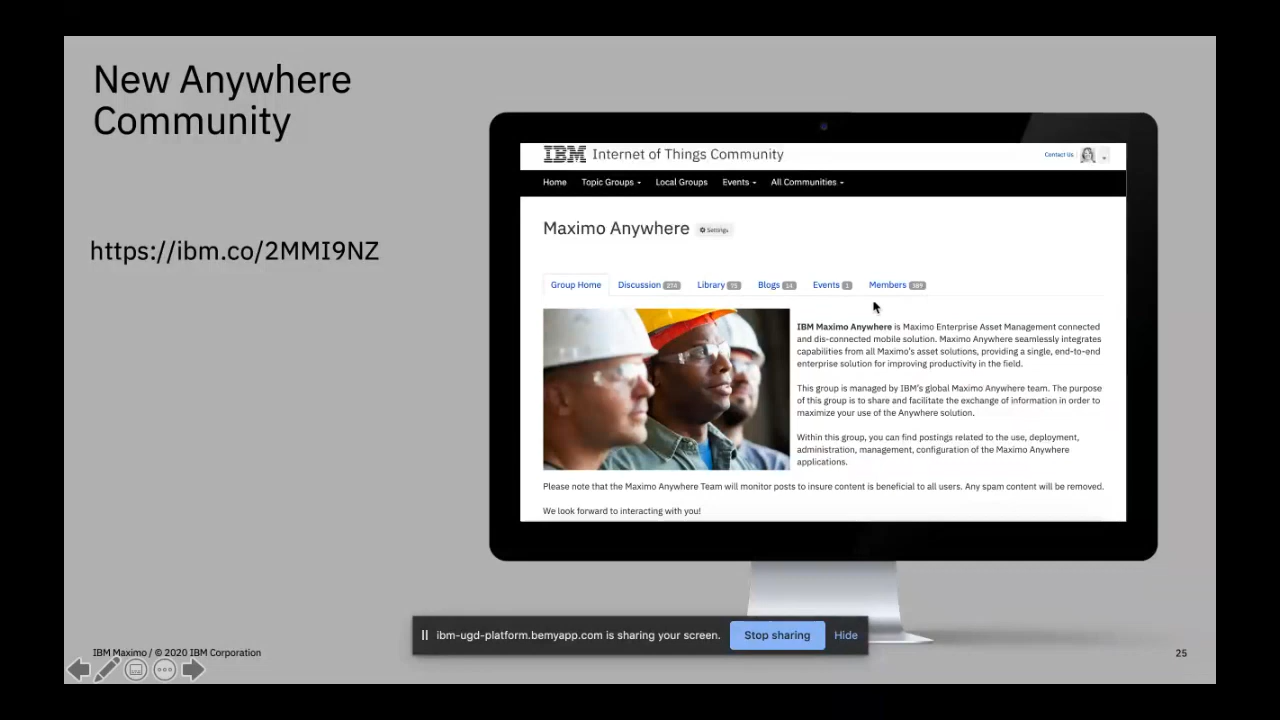 New Anywhere
Community
https://ibm.co/2MMI9NZ
IBM Internet of Things Community
Contact Us
Home Topic Groups Local Groups Events All Communities
Maximo Anywhere Settings
Group Home Discussion 274 Library 75 Blogs 14 Events 1 Members 389
IBM Maximo Anywhere is Maximo Enterprise Asset Management connected
and dis-connected mobile solution. Maximo Anywhere seamlessly integrates
capabilities from all Maximo's asset solutions, providing a single, end-to-end
enterprise solution for improving productivity in the field.
This group is managed by IBM's global Maximo Anywhere team. The purpose
of this group is to share and facilitate the exchange of information in order to
maximize your use of the Anywhere solution.
Within this group, you can find postings related to the use, deployment,
administration, management, configuration of the Maximo Anywhere
applications.
Please note that the Maximo Anywhere Team will monitor posts to insure content is beneficial to all users. Any spam content will be removed.
We look forward to interacting with you!
ibm-ugd-platform.bemyapp.com is sharing your screen. Stop sharing Hide
IBM Maximo / © 2020 IBM Corporation
25